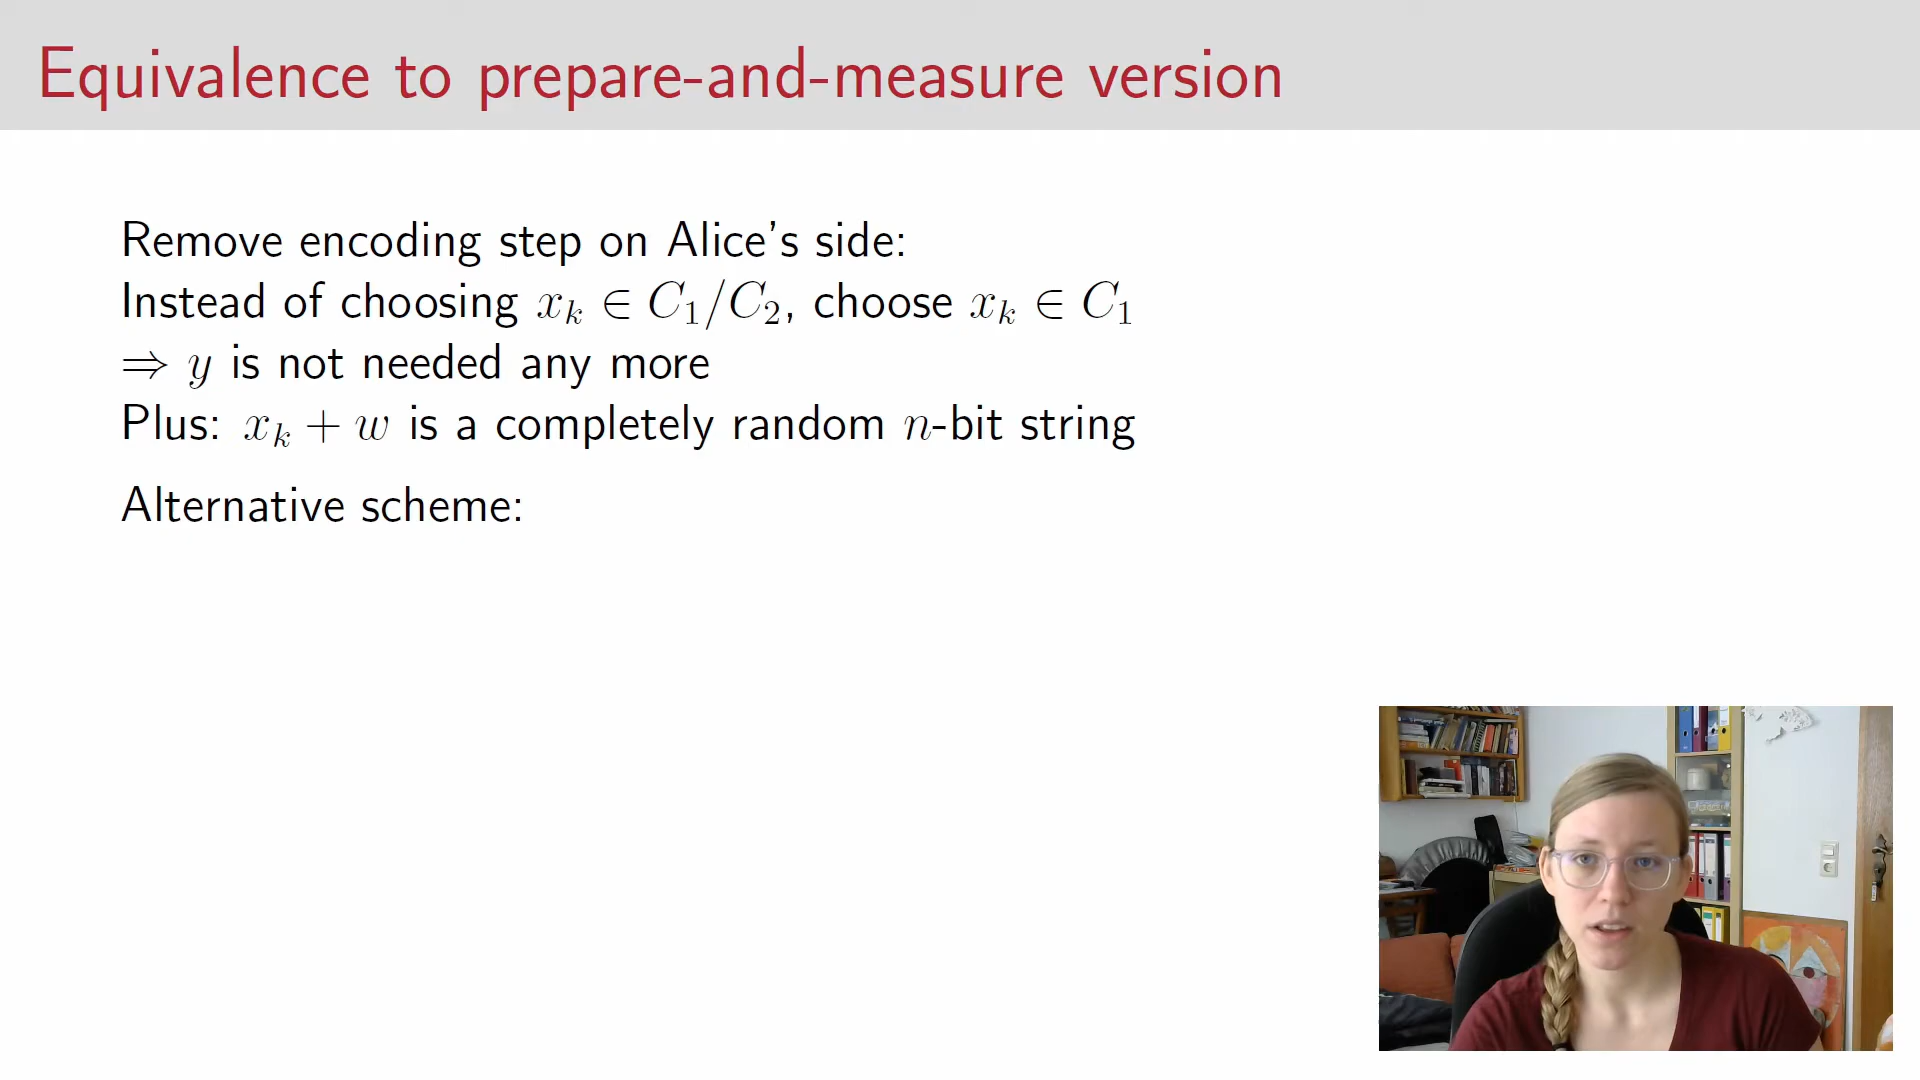 Equivalence to prepare-and-measure version
Remove encoding step on Alice's side:
Instead of choosing $x_k \in C_1/C_2$, choose $x_k \in C_1$
⇒ $y$ is not needed any more
Plus: $x_k + w$ is a completely random $n$-bit string
Alternative scheme: